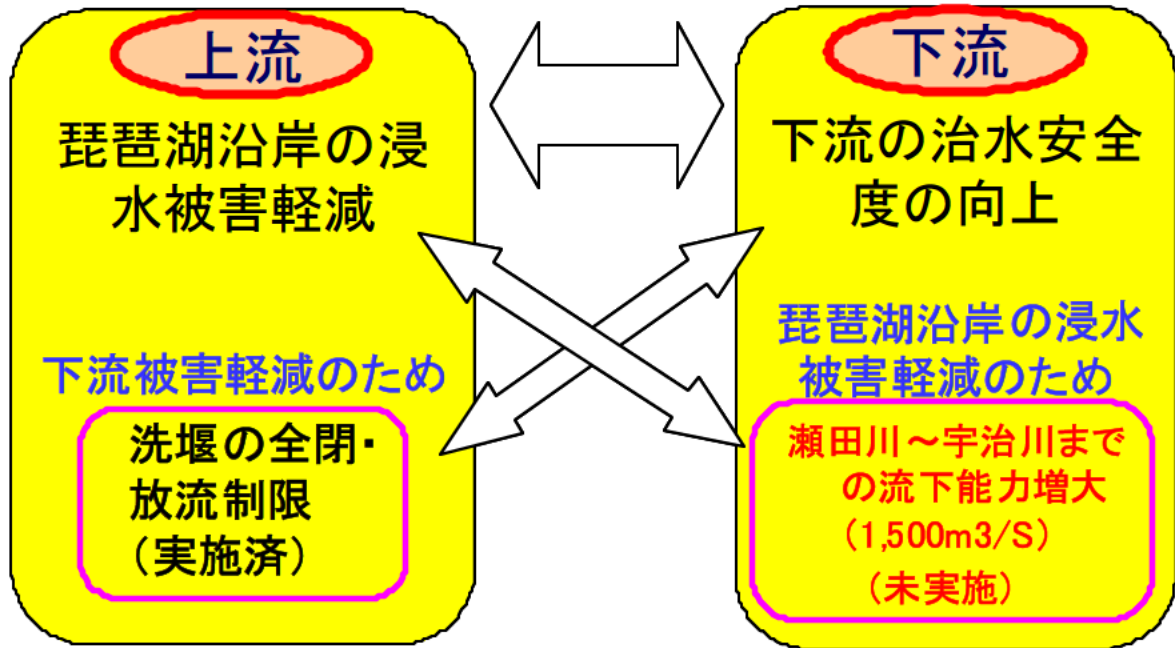 上流
琵琶湖沿岸の浸
水被害軽減
下流被害軽減のため
洗堰の全閉・
放流制限
(実施済)
下流
下流の治水安全
度の向上
琵琶湖沿岸の浸水
被害軽減のため
瀬田川～宇治川まで
の流下能力増大
(1,500m3/S)
(未実施)